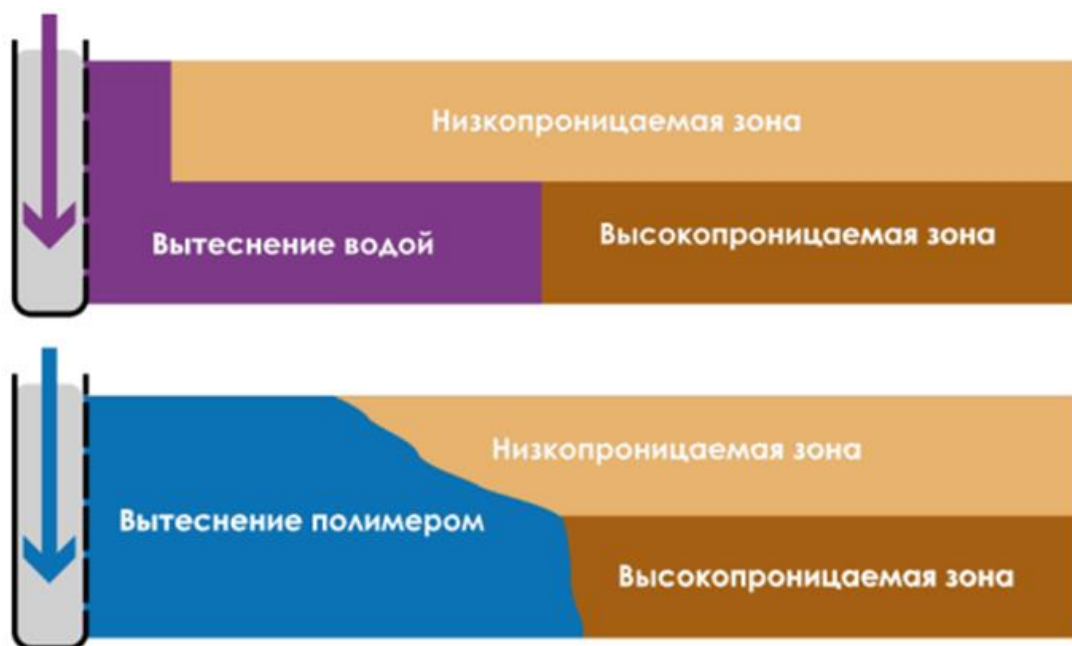 Низкопроницаемая зона
Вытеснение водой
Высокопроницаемая зона
Низкопроницаемая зона
Вытеснение полимером
Высокопроницаемая зона